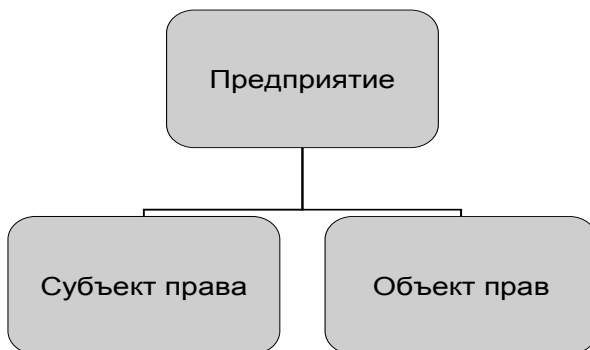 Предприятие
Субъект права
Объект прав